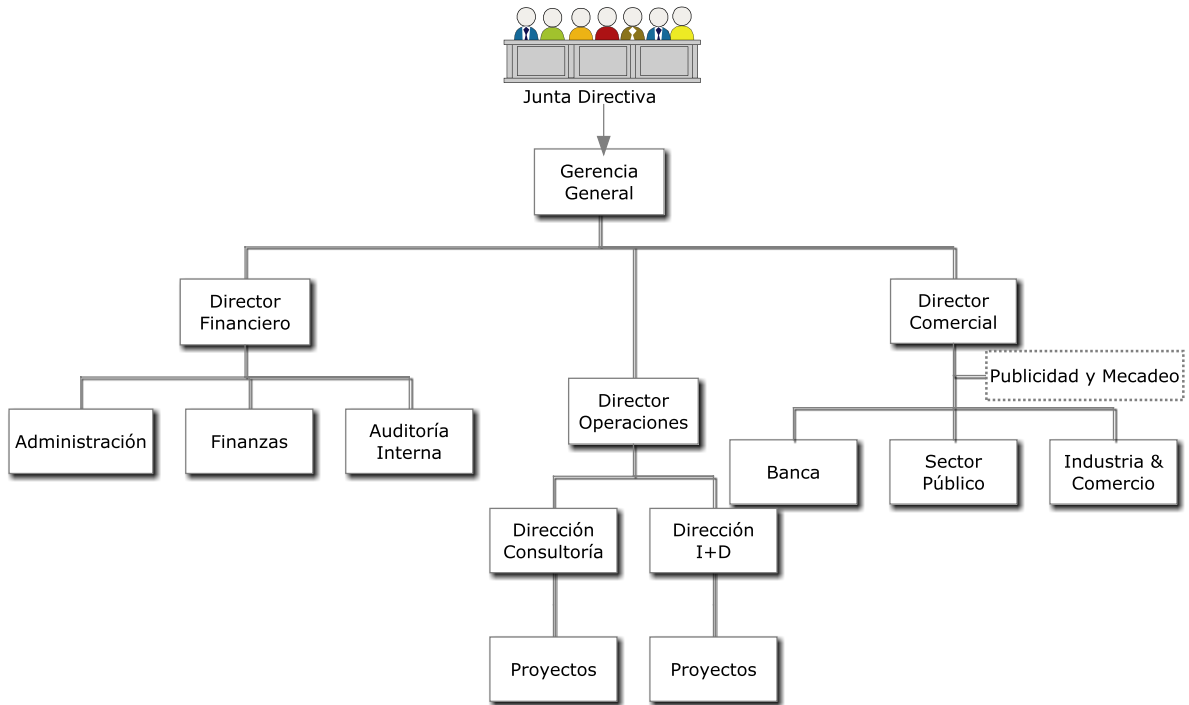 Junta Directiva
Gerencia
General
Director
Financiero
Director
Comercial
Publicidad y Mecadeo
Director
Operaciones
Administración
Finanzas
Auditoría
Interna
Banca
Sector
Público
Industria &
Comercio
Dirección
Consultoría
Dirección
I+D
Proyectos
Proyectos